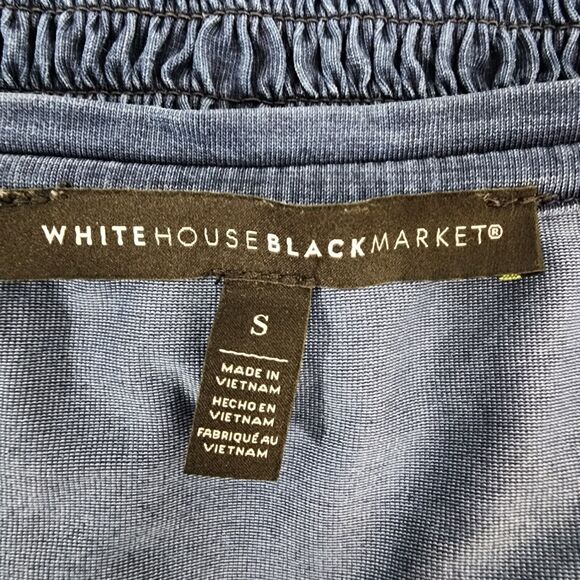 WHITEHOUSEBLACKMARKET®
S
MADE IN
VIETNAM
HECHO EN
VIETNAM
FABRIQUÉ AU
VIETNAM